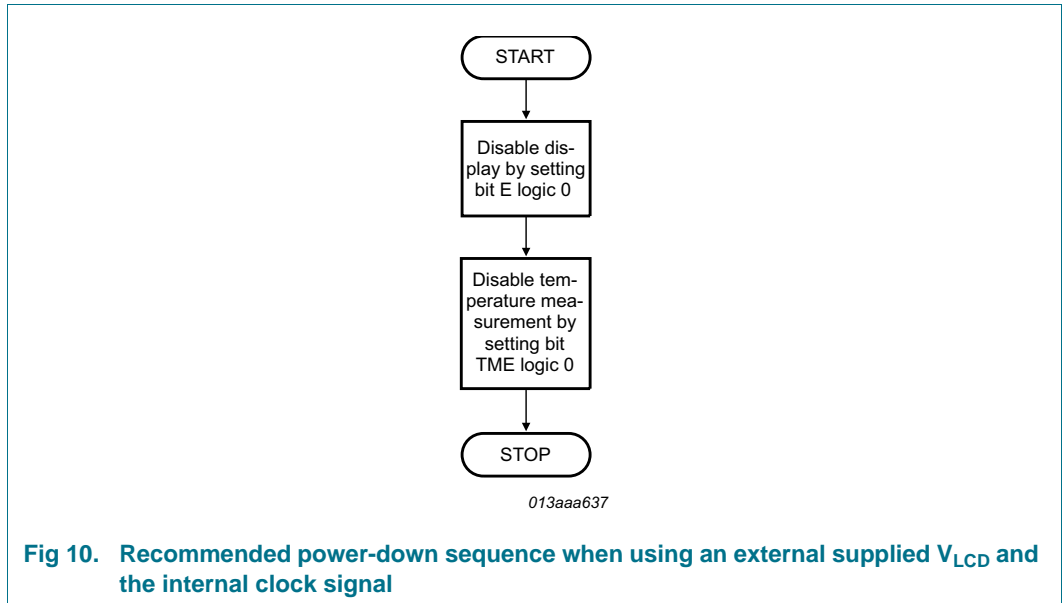 START
Disable dis-
play by setting
bit E logic 0
Disable tem-
perature mea-
surement by
setting bit
TME logic 0
STOP
013aaa637
Fig 10. Recommended power-down sequence when using an external supplied VLCD and
the internal clock signal